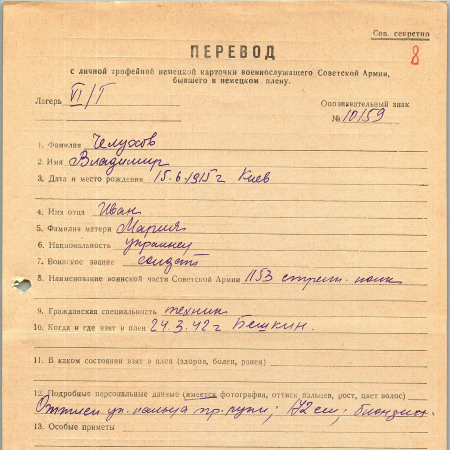 Сов. секретно
8
ПЕРЕВОД
с личной трофейной немецкой карточки военнослужащего Советской Армии,
бывшего в немецком плену.
Лагерь VI/T
Опознавательный знак
№ 10159
1. Фамилия Челухов
2. Имя Владимир
3. Дата и место рождения 15.6.1915 г Киев
4. Имя отца Иван
5. Фамилия матери Мария
6. Национальность украинец
7. Воинское звание солдат
8. Наименование воинской части Советской Армии 1153 стрелк. полк
9. Гражданская специальность техник
10. Когда и где взят в плен 24.3.42 г Бешкин.
11. В каком состоянии взят в плен (здоров, болен, ранен)
12. Подробные персональные данные (имеется фотография, оттиск пальцев, рост, цвет волос)
Оттиск ук. пальца пр. руки; 172 см; блондин.
13. Особые приметы